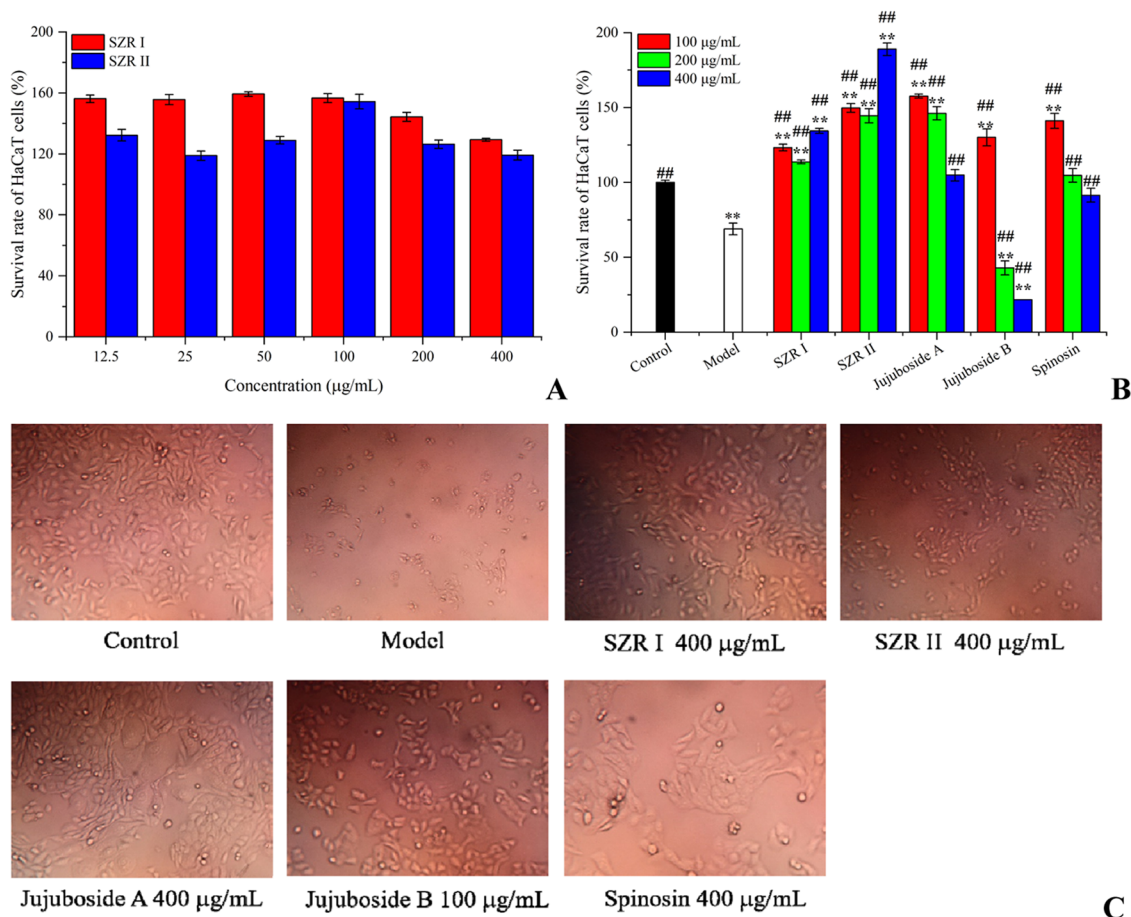 200
160
120
80
40
0
Survival rate of HaCaT cells (%)
SZR I
SZR II
12.5 25 50 100 200 400
Concentration (μg/mL)
A
200
150
100
50
0
Survival rate of HaCaT cells (%)
100 μg/mL
200 μg/mL
400 μg/mL
##
**
##
**
##
**
##
**
##
**
##
**
##
**
##
**
##
**
##
##
**
##
**
##
**
##
**
##
##
Control Model SZR I SZR II Jujuboside A Jujuboside B Spinosin
B
Control Model SZR I 400 μg/mL SZR II 400 μg/mL
Jujuboside A 400 μg/mL Jujuboside B 100 μg/mL Spinosin 400 μg/mL
C